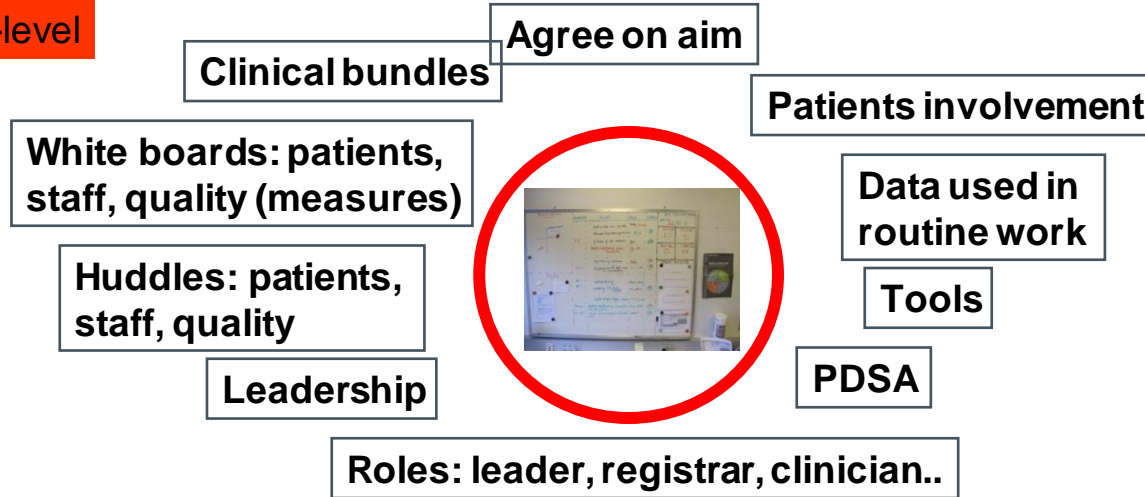 -level
Agree on aim
Clinical bundles
Patients involvement
White boards: patients,
staff, quality (measures)
Data used in
routine work
Huddles: patients,
staff, quality
Tools
Leadership
PDSA
Roles: leader, registrar, clinician..